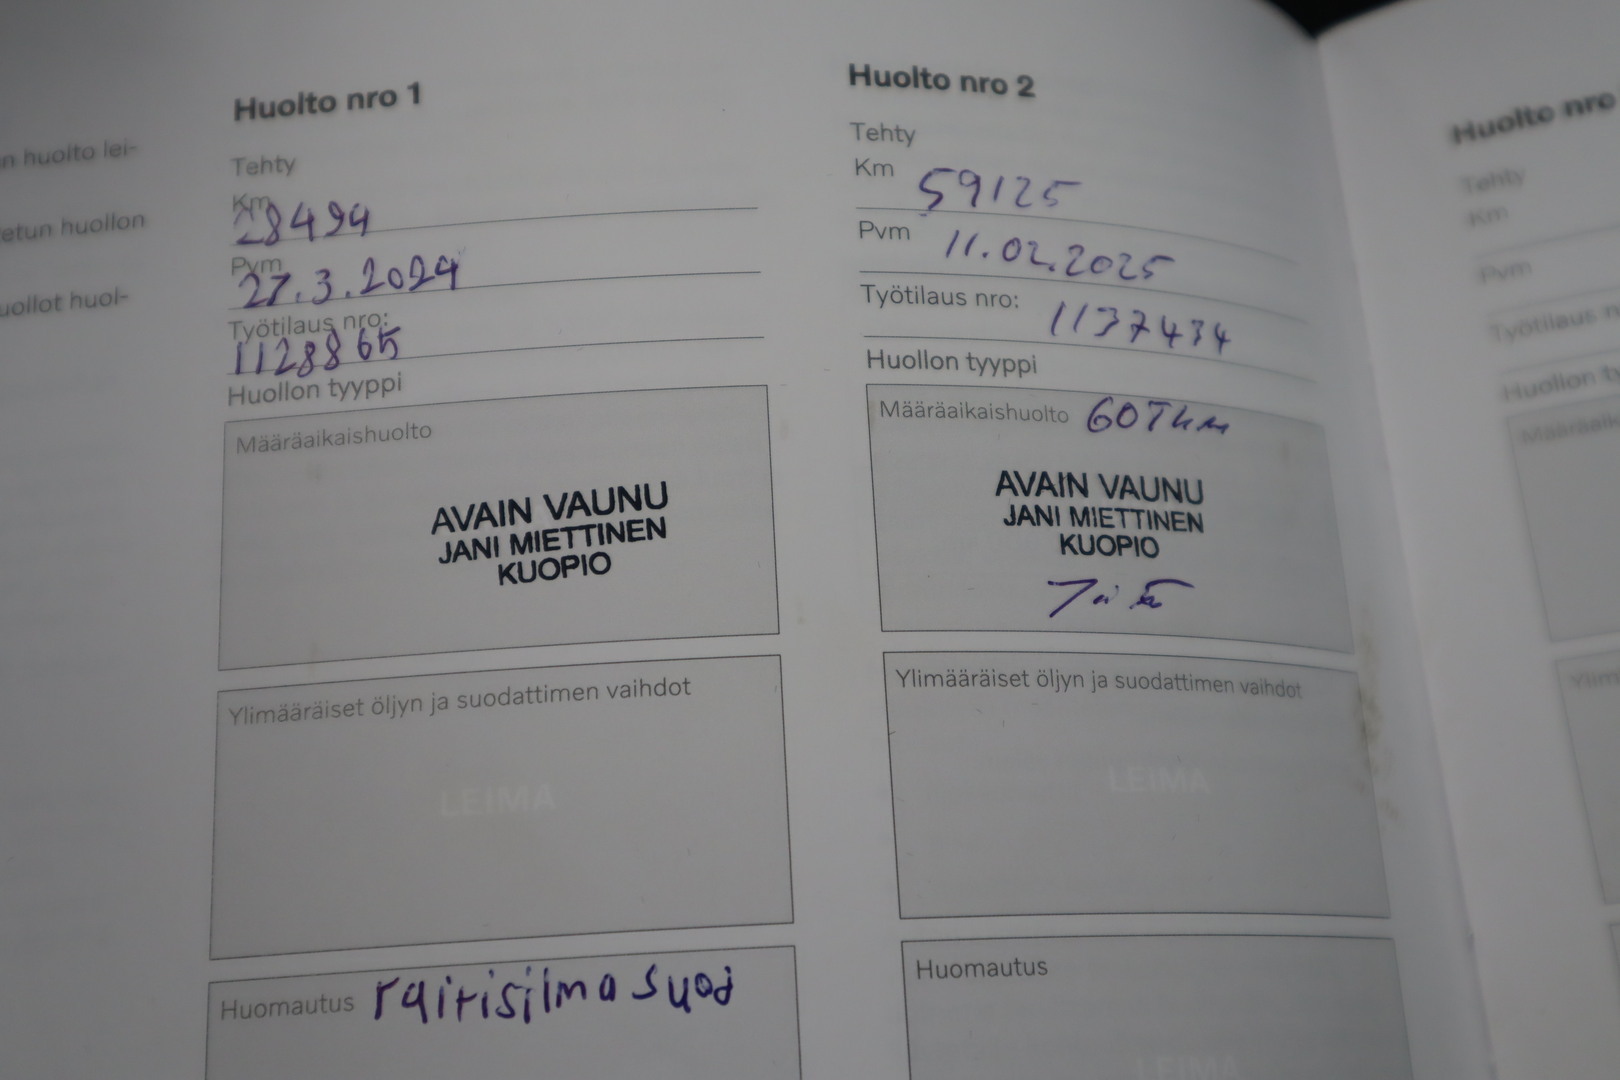 n huolto lei-
etun huollon
uollot huol-
Huolto nro 1
Tehty
Km
28494
Pvm
27.3.2024
Työtilaus nro:
1128865
Huollon tyyppi
Määräaikaishuolto
AVAIN VAUNU
JANI MIETTINEN
KUOPIO
Ylimääräiset öljyn ja suodattimen vaihdot
LEIMA
Huomautus raitisilma suod
Huolto nro 2
Tehty
Km 59125
Pvm 11.02.2025
Työtilaus nro: 1137434
Huollon tyyppi
Määräaikaishuolto 60Tkm
AVAIN VAUNU
JANI MIETTINEN
KUOPIO
Ylimääräiset öljyn ja suodattimen vaihdot
LEIMA
Huomautus
LEIMA
Huolto nro
Tehty
Km
Pvm
Työtilaus n
Huollon ty
Määräaik
Ylim